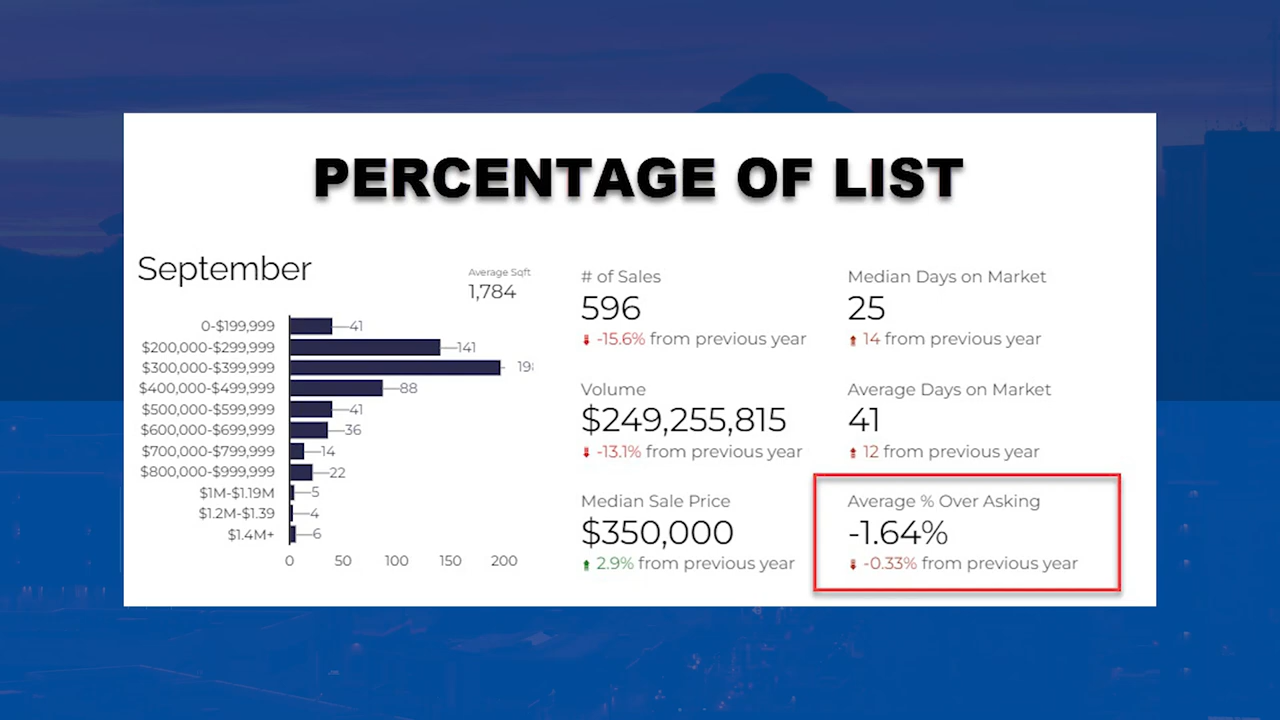 PERCENTAGE OF LIST
September
Average Sqft
1,784
0-$199,999 41
$200,000-$299,999 141
$300,000-$399,999
$400,000-$499,999 88
$500,000-$599,999 41
$600,000-$699,999 36
$700,000-$799,999 14
$800,000-$999,999 22
$1M-$1.19M 5
$1.2M-$1.39 4
$1.4M+ 6
0 50 100 150 200
# of Sales
596
-15.6% from previous year
Volume
$249,255,815
-13.1% from previous year
Median Sale Price
$350,000
2.9% from previous year
Median Days on Market
25
14 from previous year
Average Days on Market
41
12 from previous year
Average % Over Asking
-1.64%
-0.33% from previous year